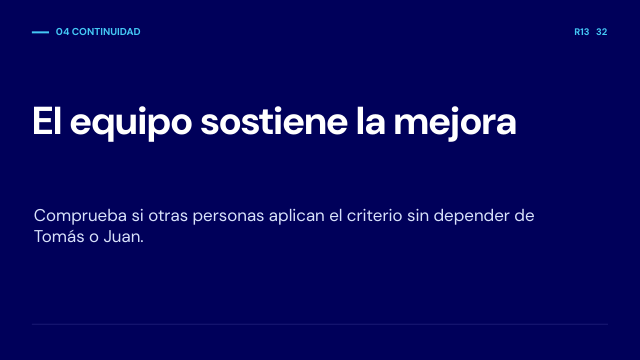 04 CONTINUIDAD
R13 32
El equipo sostiene la mejora
Comprueba si otras personas aplican el criterio sin depender de
Tomás o Juan.